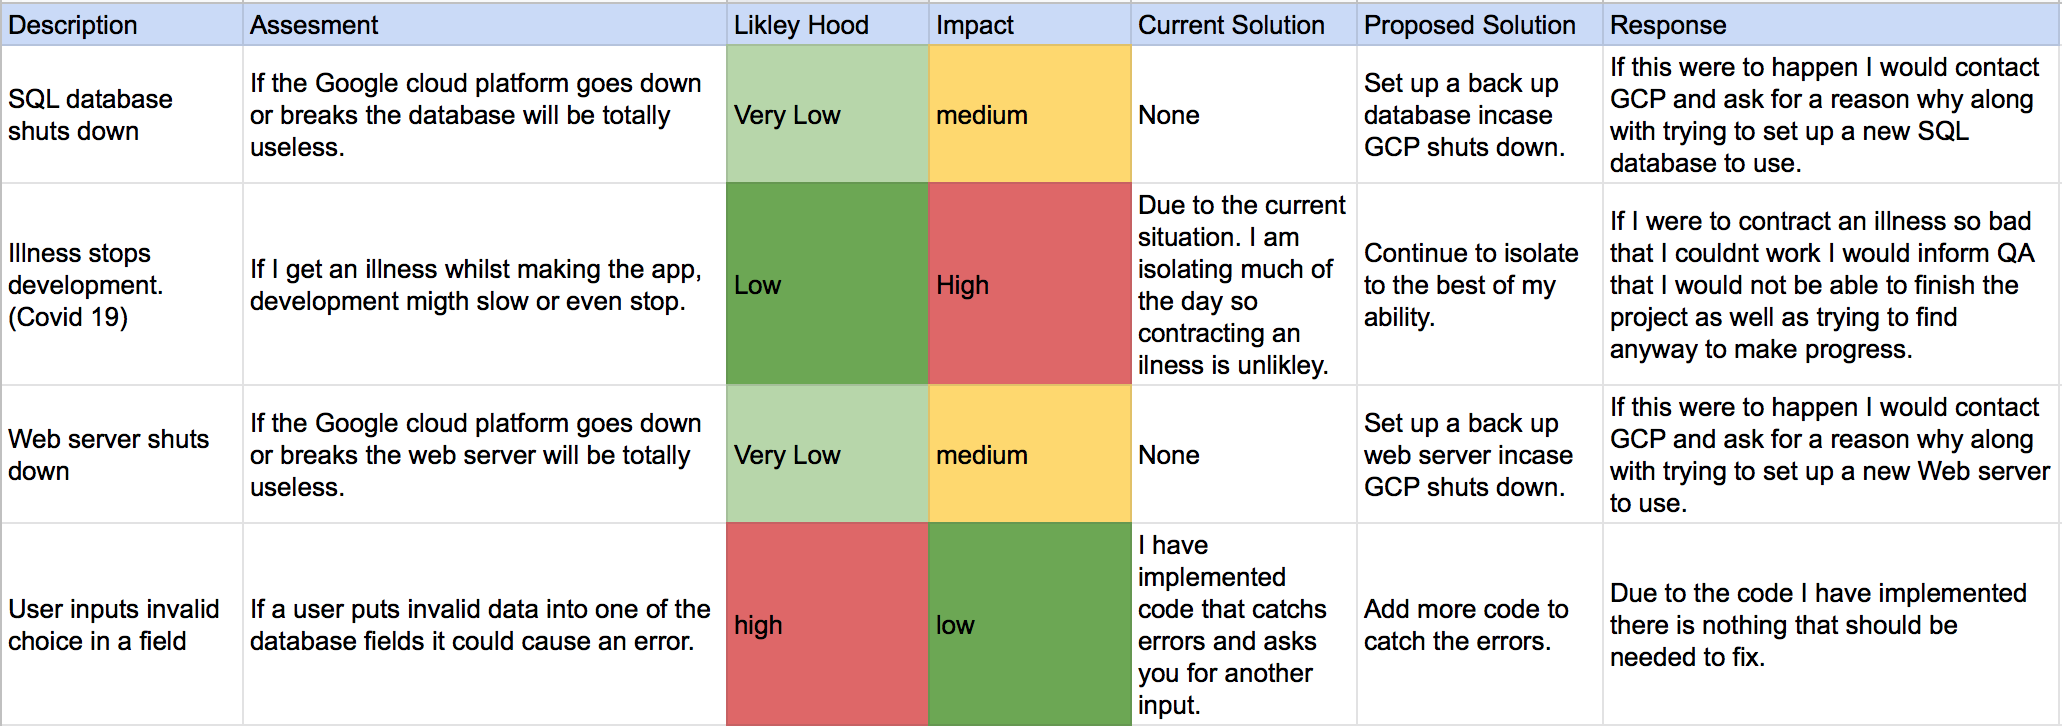 Description Assesment Likley Hood Impact Current Solution Proposed Solution Response
SQL database
shuts down
If the Google cloud platform goes down
or breaks the database will be totally
useless.
Very Low
medium
None
Set up a back up
database incase
GCP shuts down.
If this were to happen I would contact
GCP and ask for a reason why along
with trying to set up a new SQL
database to use.
Illness stops
development.
(Covid 19)
If I get an illness whilst making the app,
development migth slow or even stop.
Low
High
Due to the current
situation. I am
isolating much of
the day so
contracting an
ilness is unlikley.
Continue to isolate
to the best of my
ability.
If I were to contract an illness so bad
that I couldnt work I would inform QA
that I would not be able to finish the
project as well as trying to find
anyway to make progress.
Web server shuts
down
If the Google cloud platform goes down
or breaks the web server will be totally
useless.
Very Low
medium
None
Set up a back up
web server incase
GCP shuts down.
If this were to happen I would contact
GCP and ask for a reason why along
with trying to set up a new Web server
to use.
User inputs invalid
choice in a field
If a user puts invalid data into one of the
database fields it could cause an error.
high
low
I have
implemented
code that catchs
errors and asks
you for another
input.
Add more code to
catch the errors.
Due to the code I have implemented
there is nothing that should be
needed to fix.